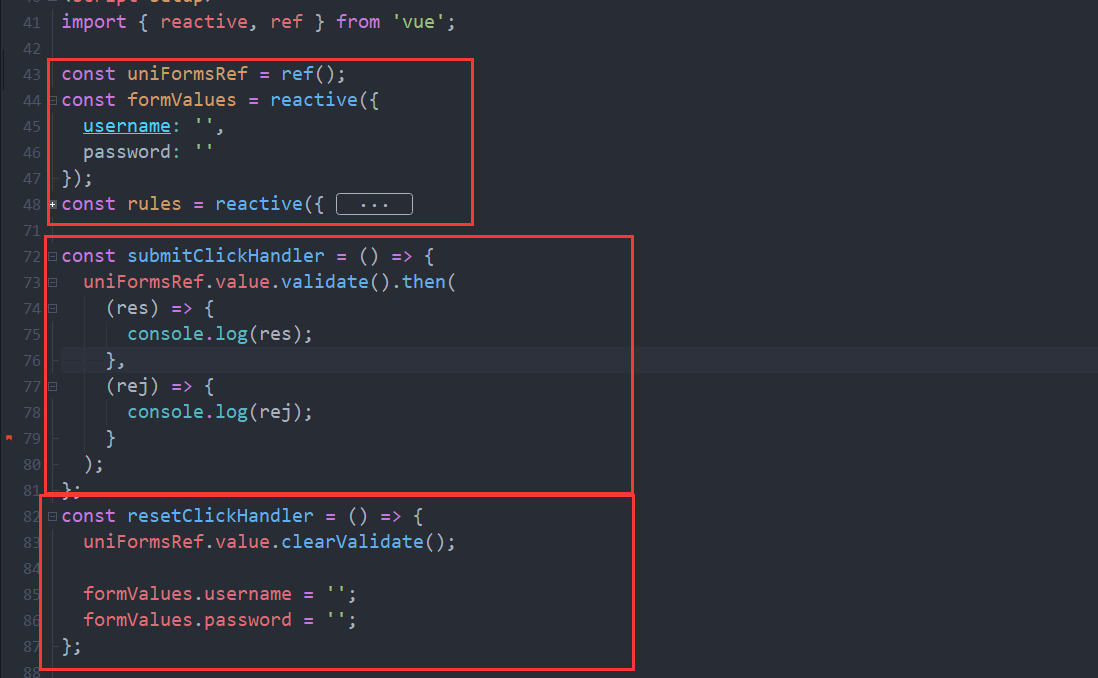 <script setup>
41 import { reactive, ref } from 'vue';
42
43 const uniFormsRef = ref();
44 const formValues = reactive({
45 username: '',
46 password: ''
47 });
48 const rules = reactive({ ...
71
72 const submitClickHandler = () => {
73 uniFormsRef.value.validate().then(
74 (res) => {
75 console.log(res);
76 },
77 (rej) => {
78 console.log(rej);
79 }
80 );
81 };
82 const resetClickHandler = () => {
83 uniFormsRef.value.clearValidate();
84
85 formValues.username = '';
86 formValues.password = '';
87 };
88